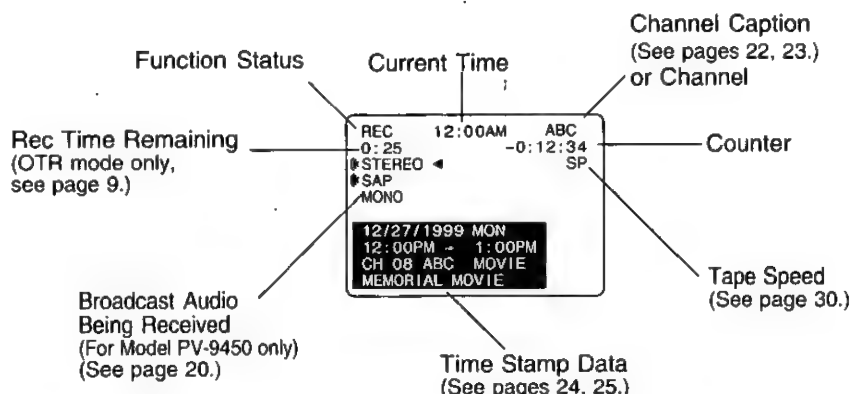 Channel Caption
(See pages 22, 23.)
or Channel
Function Status
Current Time
REC 12:00AM ABC
0:25 -0:12:34
STEREO ◄ SP
SAP
MONO
Rec Time Remaining
(OTR mode only,
see page 9.)
Counter
12/27/1999 MON
12:00PM - 1:00PM
CH 08 ABC MOVIE
MEMORIAL MOVIE
Tape Speed
(See page 30.)
Broadcast Audio
Being Received
(For Model PV-9450 only)
(See page 20.)
Time Stamp Data
(See pages 24, 25.)